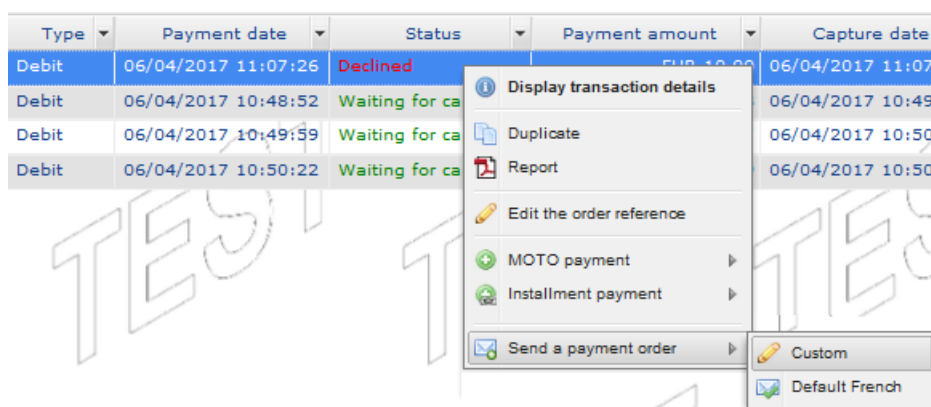 Type Payment date Status Payment amount Capture date
Debit 06/04/2017 11:07:26 Declined EUR 10.00 06/04/2017 11:07
Debit 06/04/2017 10:48:52 Waiting for ca 06/04/2017 10:49
Debit 06/04/2017 10:49:59 Waiting for ca 06/04/2017 10:50
Debit 06/04/2017 10:50:22 Waiting for ca 06/04/2017 10:50
Display transaction details
Duplicate
Report
Edit the order reference
MOTO payment
Installment payment
Send a payment order
Custom
Default French
TEST